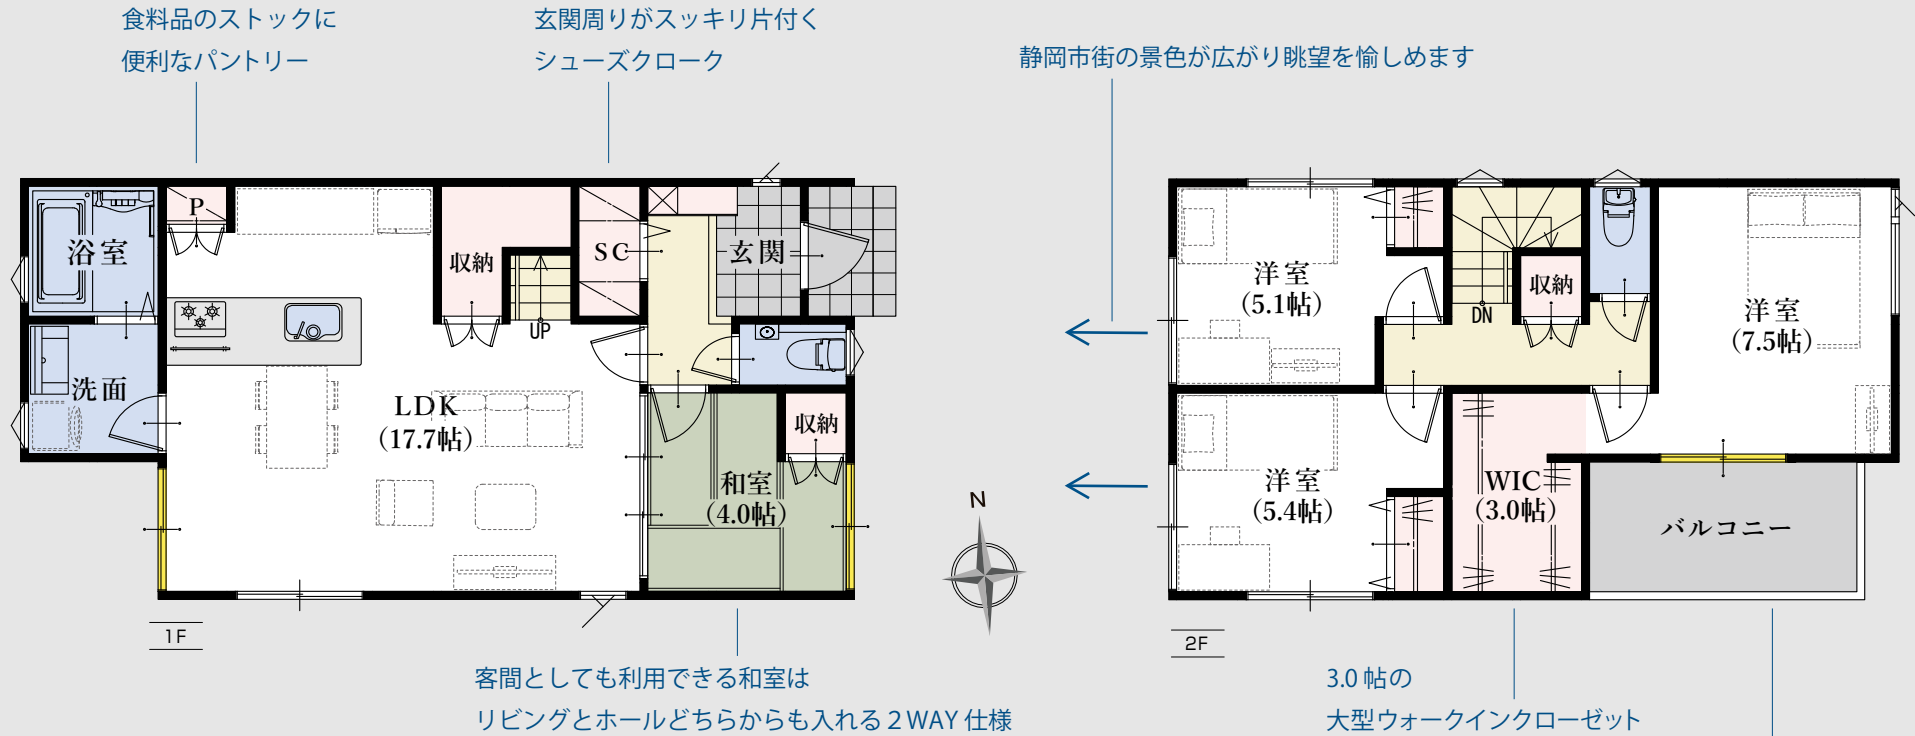 食料品のストックに
便利なパントリー
玄関周りがスッキリ片付く
シューズクローク
静岡市街の景色が広がり眺望を愉しめます
浴室
P
収納
SC
玄関
UP
洗面
LDK
(17.7帖)
収納
和室
(4.0帖)
1F
客間としても利用できる和室は
リビングとホールどちらからも入れる2WAY仕様
N
洋室
(5.1帖)
収納
DN
洋室
(7.5帖)
洋室
(5.4帖)
WIC
(3.0帖)
バルコニー
2F
3.0帖の
大型ウォークインクローゼット